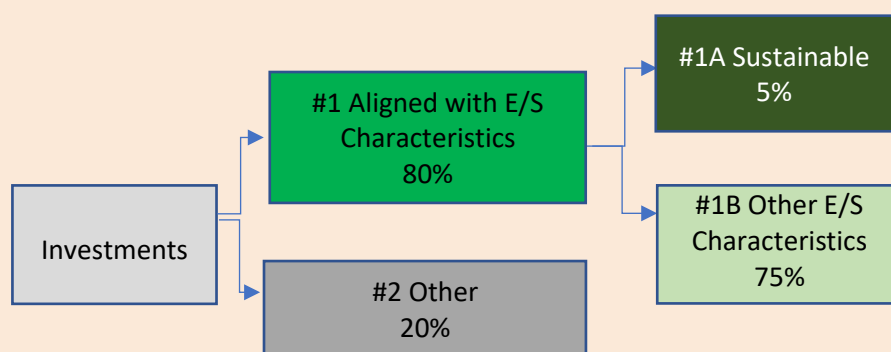 Investments
#1 Aligned with E/S
Characteristics
80%
#2 Other
20%
#1A Sustainable
5%
#1B Other E/S
Characteristics
75%